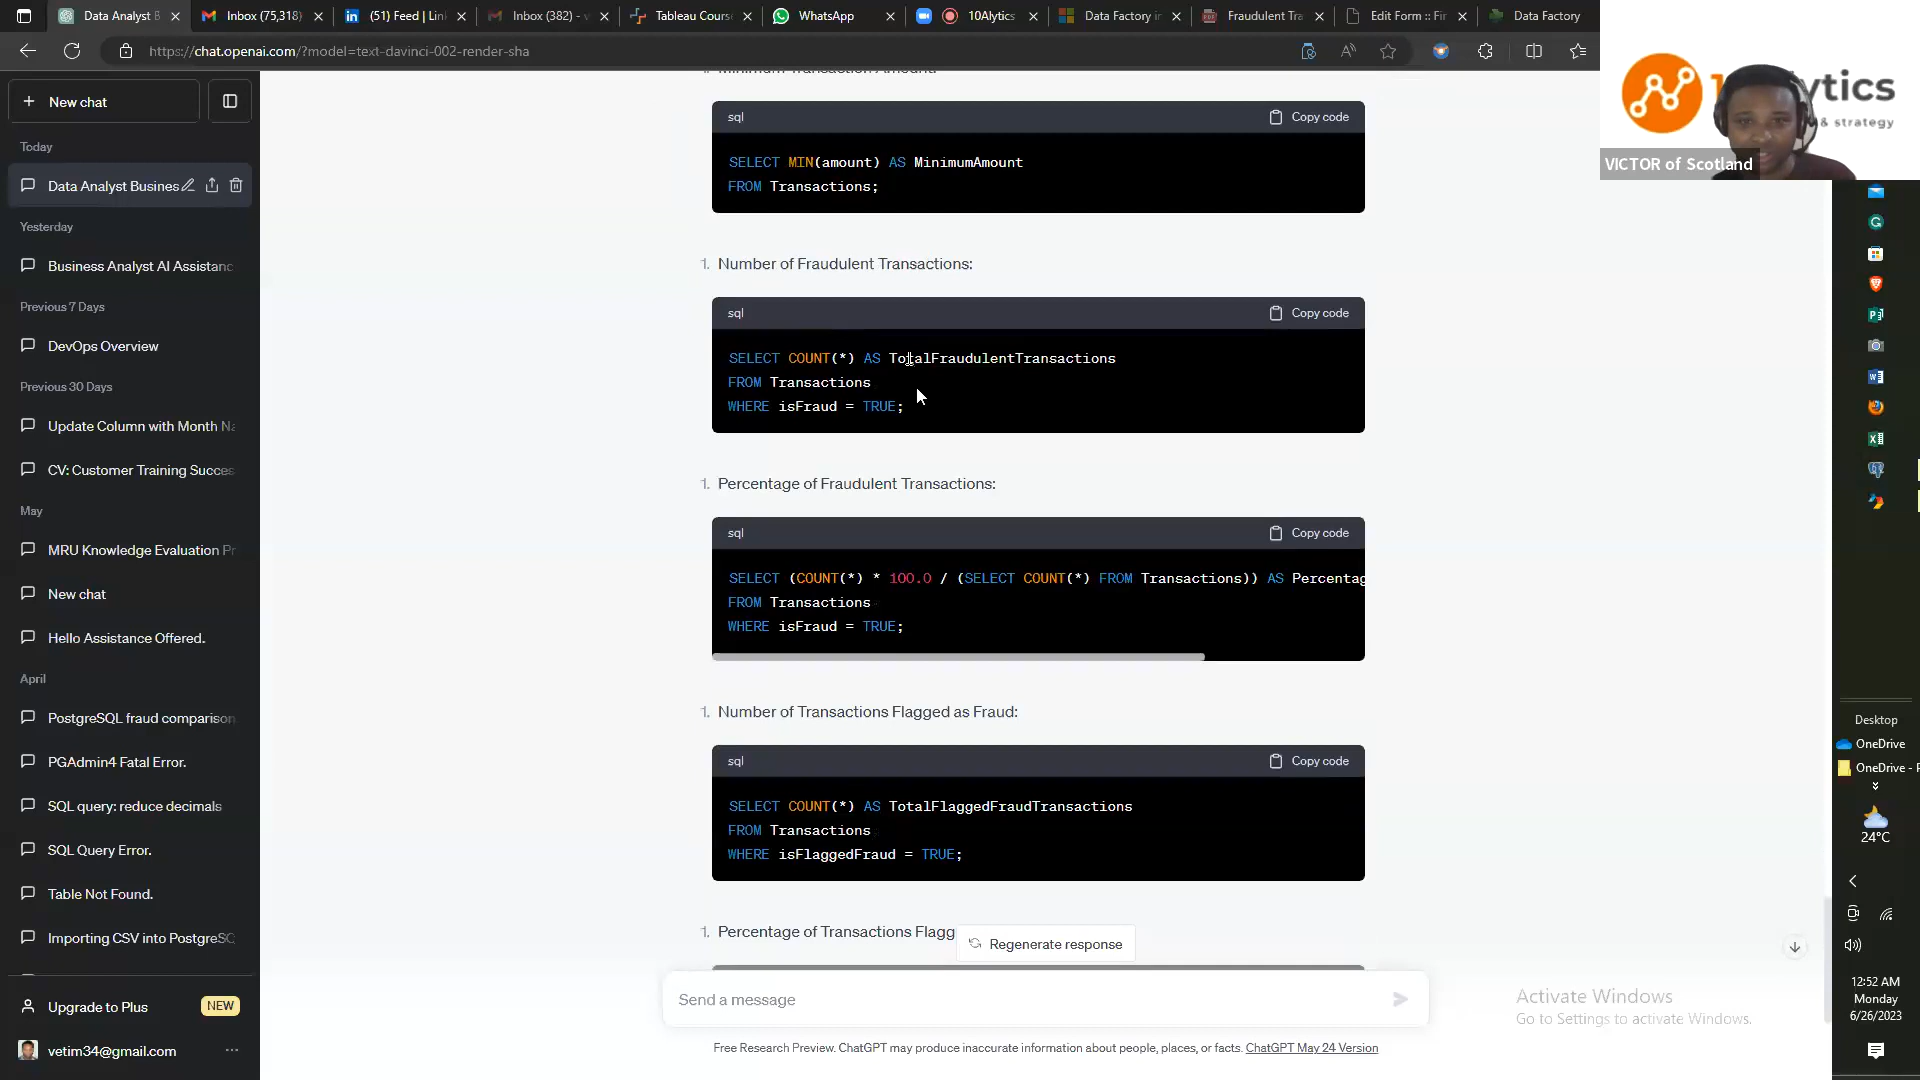 Data Analyst B
Inbox (75,318)
(51) Feed | Lin
Inbox (382) - v
Tableau Cours
WhatsApp
10Alytics
Data Factory i
Fraudulent Tra
Edit Form :: Fi
Data Factory
https://chat.openai.com/?model=text-davinci-002-render-sha
New chat
Today
Data Analyst Busines
Yesterday
Business Analyst AI Assistanc
Previous 7 Days
DevOps Overview
Previous 30 Days
Update Column with Month Na
CV: Customer Training Succes
May
MRU Knowledge Evaluation Pr
New chat
Hello Assistance Offered.
April
PostgreSQL fraud comparison
PGAdmin4 Fatal Error.
SQL query: reduce decimals
SQL Query Error.
Table Not Found.
Importing CSV into PostgreSQ
Upgrade to Plus
NEW
vetim34@gmail.com
Minimum Transaction Amount:
sql
Copy code
SELECT MIN(amount) AS MinimumAmount
FROM Transactions;
1. Number of Fraudulent Transactions:
sql
Copy code
SELECT COUNT(*) AS TotalFraudulentTransactions
FROM Transactions
WHERE isFraud = TRUE;
1. Percentage of Fraudulent Transactions:
sql
Copy code
SELECT (COUNT(*) * 100.0 / (SELECT COUNT(*) FROM Transactions)) AS Percentag
FROM Transactions
WHERE isFraud = TRUE;
1. Number of Transactions Flagged as Fraud:
sql
Copy code
SELECT COUNT(*) AS TotalFlaggedFraudTransactions
FROM Transactions
WHERE isFlaggedFraud = TRUE;
1. Percentage of Transactions Flagg
Regenerate response
Send a message
Free Research Preview. ChatGPT may produce inaccurate information about people, places, or facts. ChatGPT May 24 Version
Activate Windows
Go to Settings to activate Windows.
1
lytics
& strategy
VICTOR of Scotland
Desktop
OneDrive
OneDrive - P
24°C
12:52 AM
Monday
6/26/2023